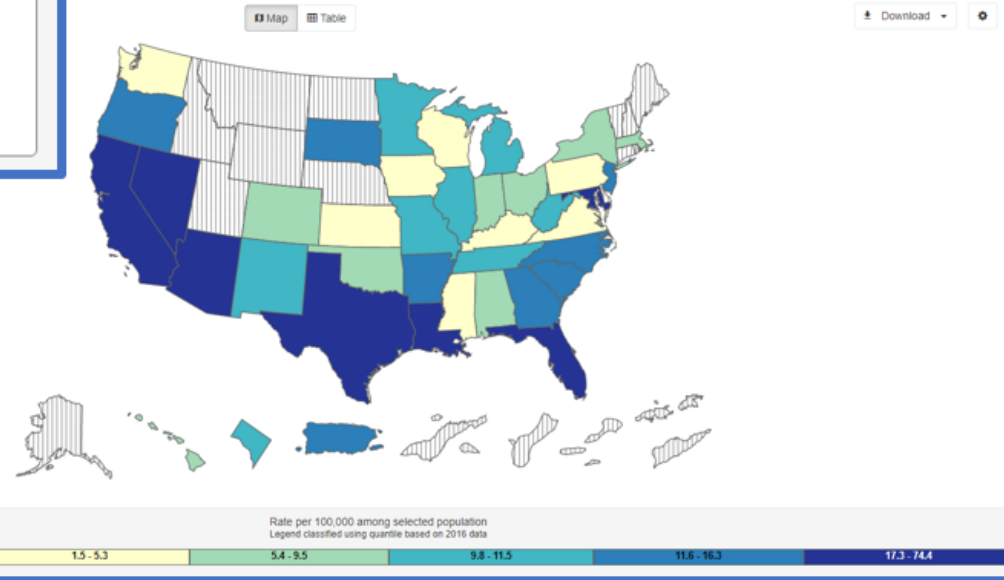 Map
Table
Download
Rate per 100,000 among selected population
Legend classified using quantile based on 2016 data
1.5 - 5.3
5.4 - 9.5
9.8 - 11.5
11.6 - 16.3
17.3 - 74.4